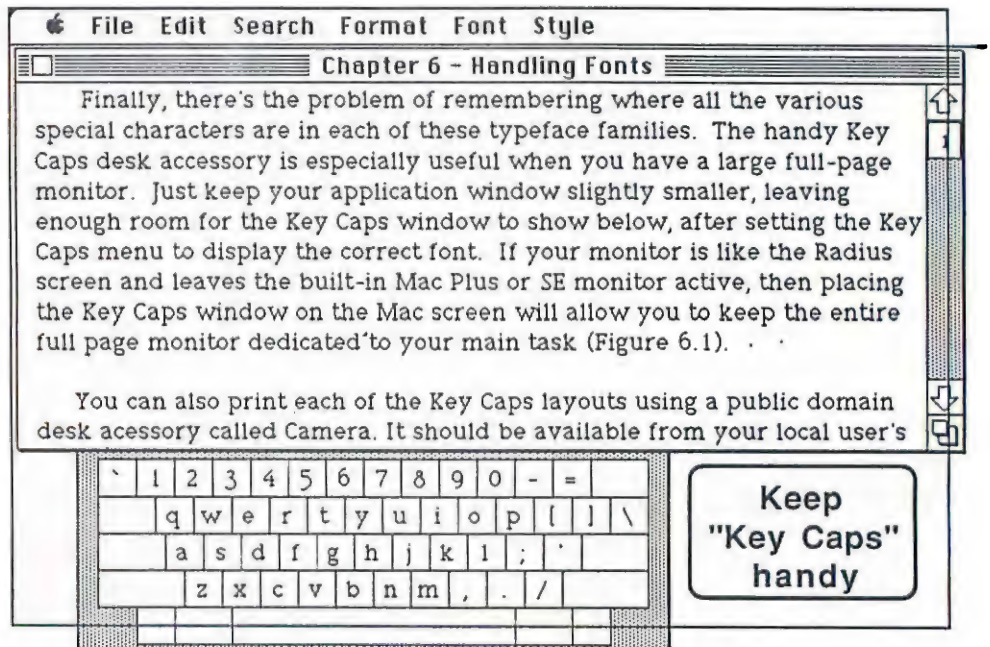 File Edit Search Format Font Style
Chapter 6 - Handling Fonts
Finally, there's the problem of remembering where all the various
special characters are in each of these typeface families. The handy Key
Caps desk accessory is especially useful when you have a large full-page
monitor. Just keep your application window slightly smaller, leaving
enough room for the Key Caps window to show below, after setting the Key
Caps menu to display the correct font. If your monitor is like the Radius
screen and leaves the built-in Mac Plus or SE monitor active, then placing
the Key Caps window on the Mac screen will allow you to keep the entire
full page monitor dedicated to your main task (Figure 6.1).
You can also print each of the Key Caps layouts using a public domain
desk acessory called Camera. It should be available from your local user's
` 1 2 3 4 5 6 7 8 9 0 - =
q w e r t y u i o p [ ] \
a s d f g h j k l ; '
z x c v b n m , . /
Keep
"Key Caps"
handy